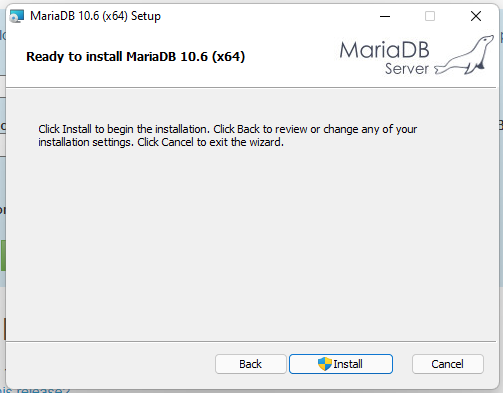 MariaDB 10.6 (x64) Setup
Ready to install MariaDB 10.6 (x64)
MariaDB
Server
Click Install to begin the installation. Click Back to review or change any of your
installation settings. Click Cancel to exit the wizard.
Back
Install
Cancel
this release?